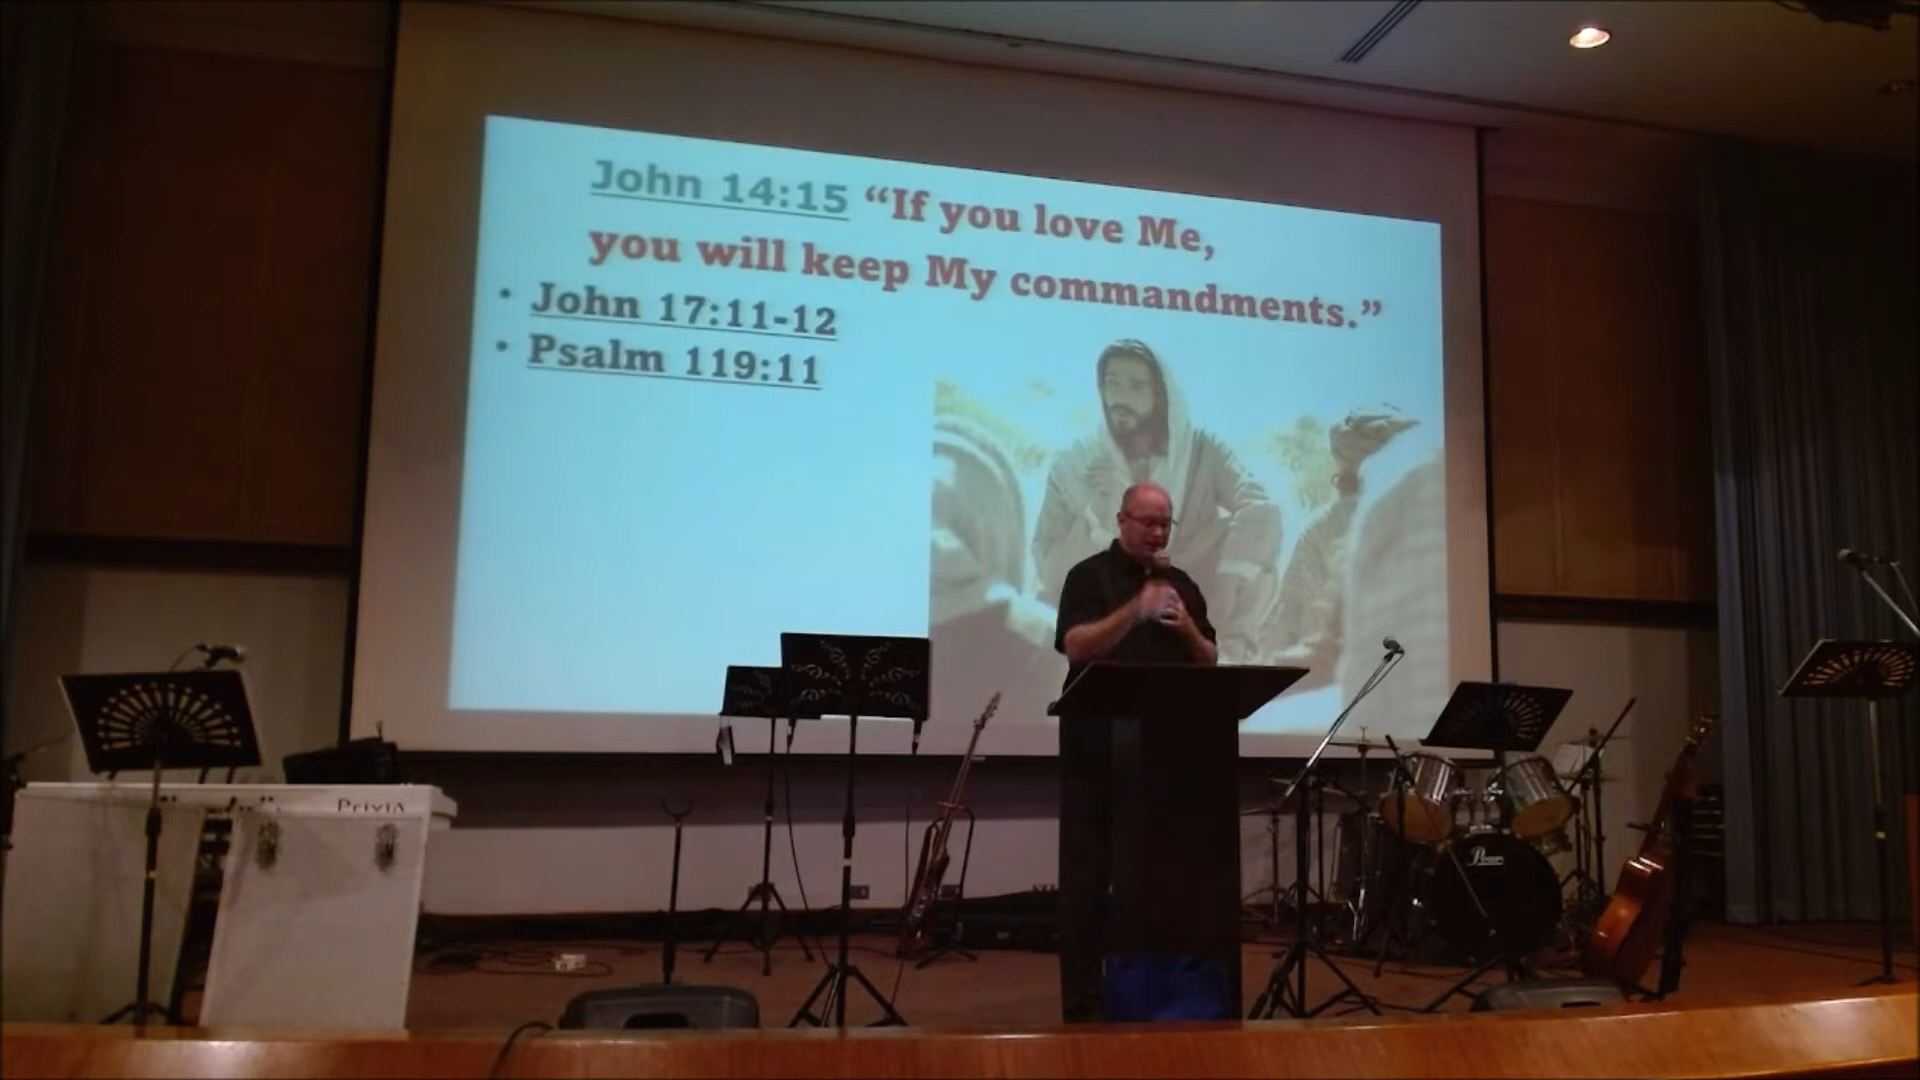 John 14:15 “If you love Me,
you will keep My commandments.”
• John 17:11-12
• Psalm 119:11
Privia
Pearl